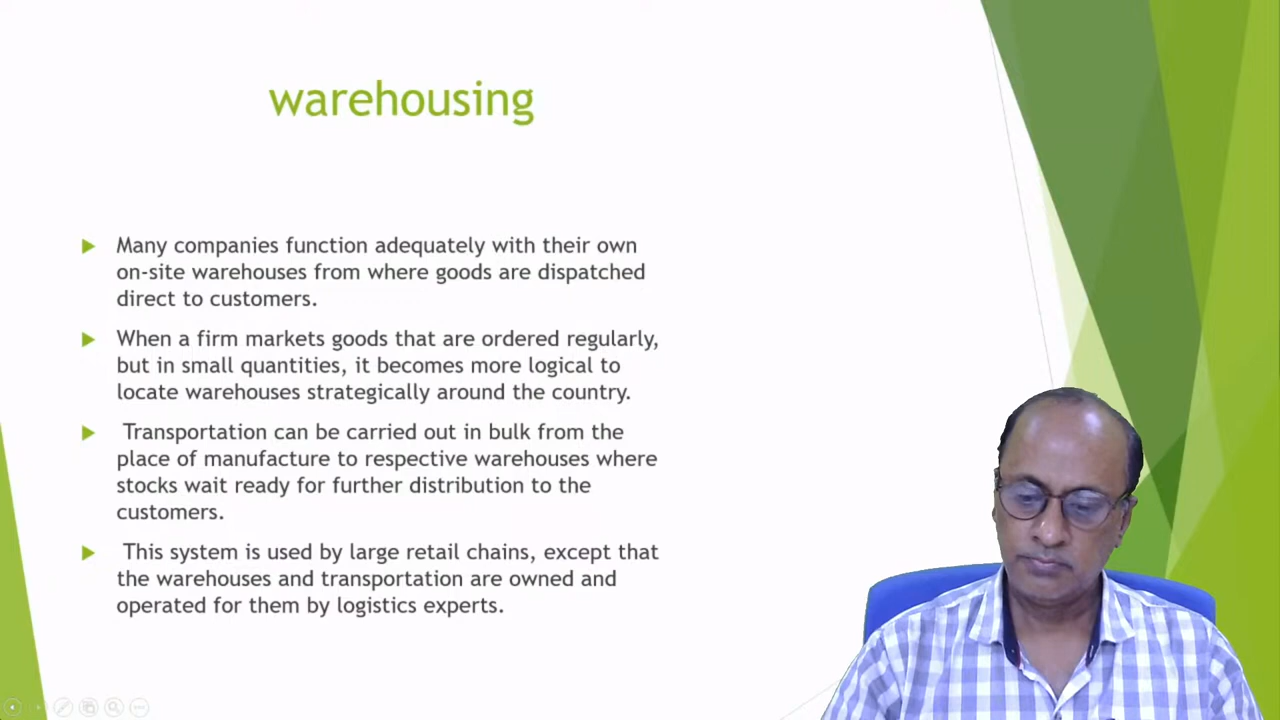 warehousing
Many companies function adequately with their own
on-site warehouses from where goods are dispatched
direct to customers.
When a firm markets goods that are ordered regularly,
but in small quantities, it becomes more logical to
locate warehouses strategically around the country.
Transportation can be carried out in bulk from the
place of manufacture to respective warehouses where
stocks wait ready for further distribution to the
customers.
This system is used by large retail chains, except that
the warehouses and transportation are owned and
operated for them by logistics experts.